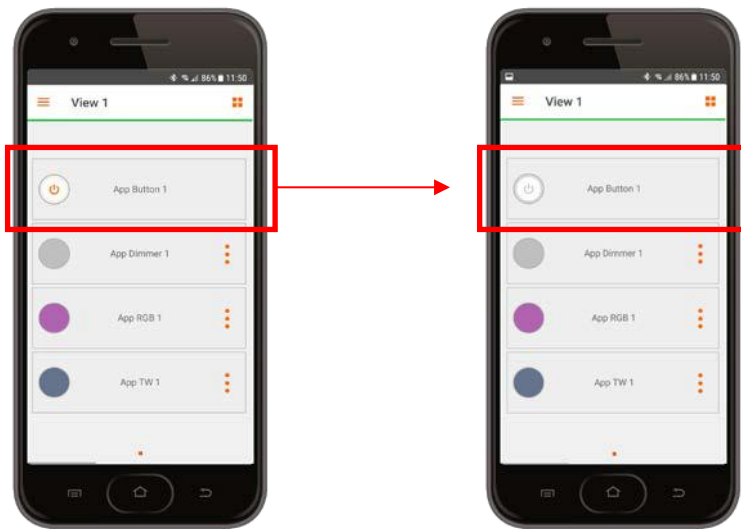 86% 11:50
View 1
App Button 1
App Dimmer 1
App RGB 1
App TW 1
86% 11:50
View 1
App Button 1
App Dimmer 1
App RGB 1
App TW 1